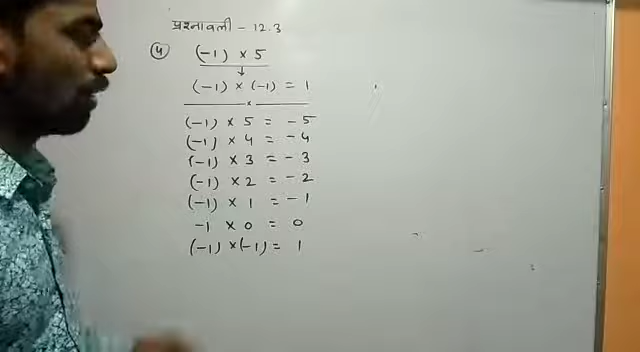 प्रश्नावली - 12.3
(4) (-1) × 5
↓
(-1) × (-1) = 1
×
(-1) × 5 = -5
(-1) × 4 = -4
(-1) × 3 = -3
(-1) × 2 = -2
(-1) × 1 = -1
-1 × 0 = 0
(-1) × (-1) = 1